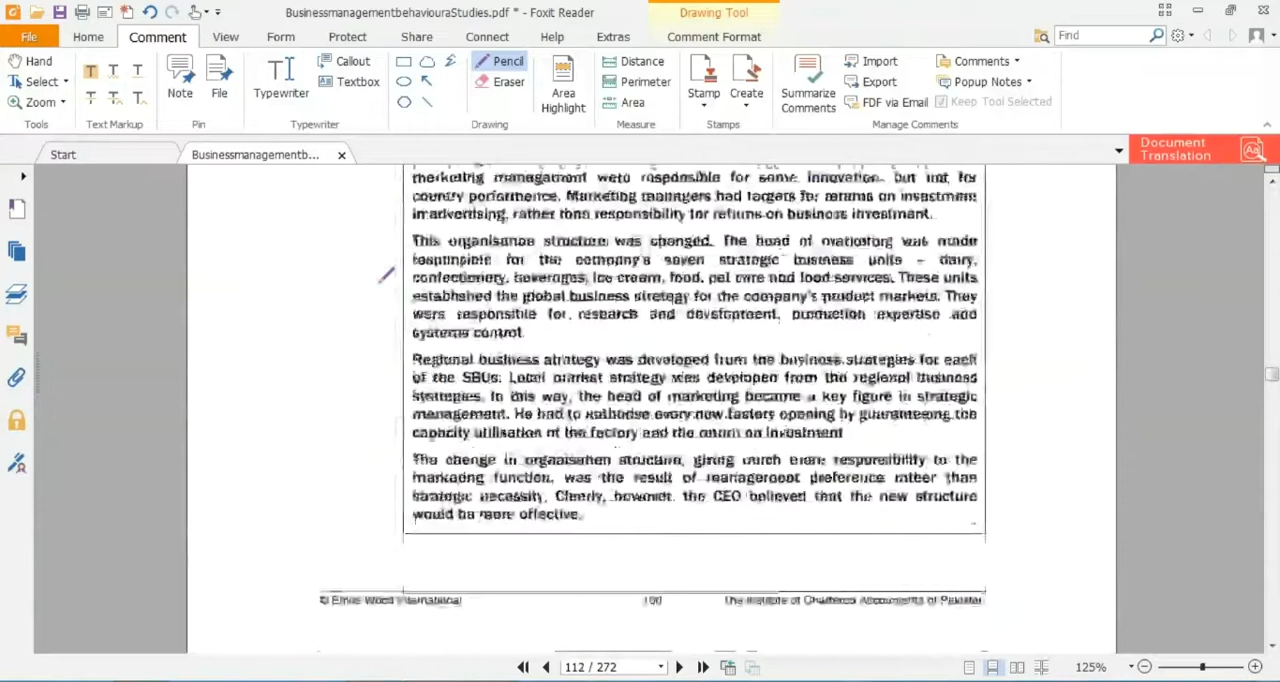 BusinessmanagementbehaviouraStudies.pdf * - Foxit Reader
Drawing Tool
File Home Comment View Form Protect Share Connect Help Extras Comment Format
Find
Hand
Select
Zoom
Tools
Text Markup
Note
File
Pin
Typewriter
Callout
Textbox
Typewriter
Pencil
Eraser
Drawing
Area
Highlight
Distance
Perimeter
Area
Measure
Stamp
Create
Stamps
Summarize
Comments
Import
Export
FDF via Email
Comments
Popup Notes
Keep Tool Selected
Manage Comments
Start
Businessmanagementb...
Document
Translation
marketing management were responsible for some innovation, but not for
country performance. Marketing managers had targets for returns on investment
in advertising, rather than responsibility for returns on business investment.
This organisation structure was changed. The head of marketing was made
responsible for the company's seven strategic business units – dairy,
confectionery, beverages, ice cream, food, pet care and food services. These units
established the global business strategy for the company's product markets. They
were responsible for research and development, production expertise and
systems control.
Regional business strategy was developed from the business strategies for each
of the SBUs. Local market strategy was developed from the regional business
strategies. In this way, the head of marketing became a key figure in strategic
management. He had to authorise every new factory opening by guaranteeing the
capacity utilisation of the factory and the return on investment
The change in organisation structure, giving much more responsibility to the
marketing function, was the result of management preference rather than
strategic necessity. Clearly, however, the CEO believed that the new structure
would be more effective.
© Emile Woolf International The Institute of Chartered Accountants of Pakistan
112 / 272
125%